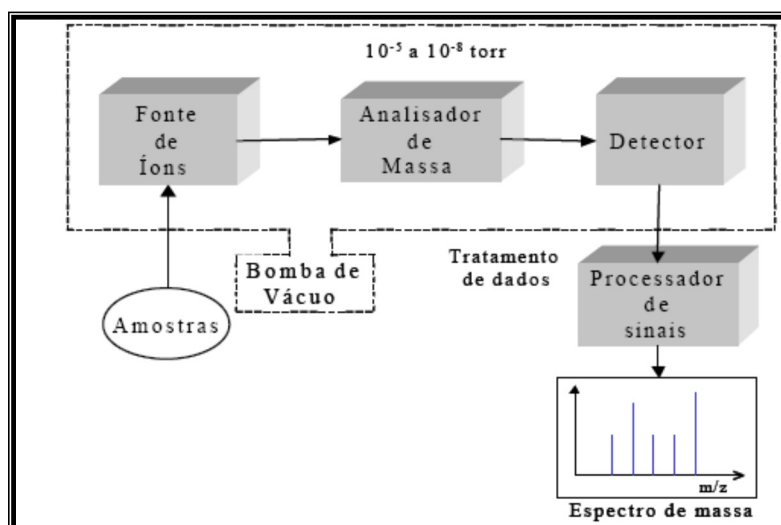 10⁻⁵ a 10⁻⁸ torr
Fonte
de
Íons
Analisador
de
Massa
Detector
Bomba de
Vácuo
Amostras
Tratamento
de dados
Processador
de
sinais
m/z
Espectro de massa